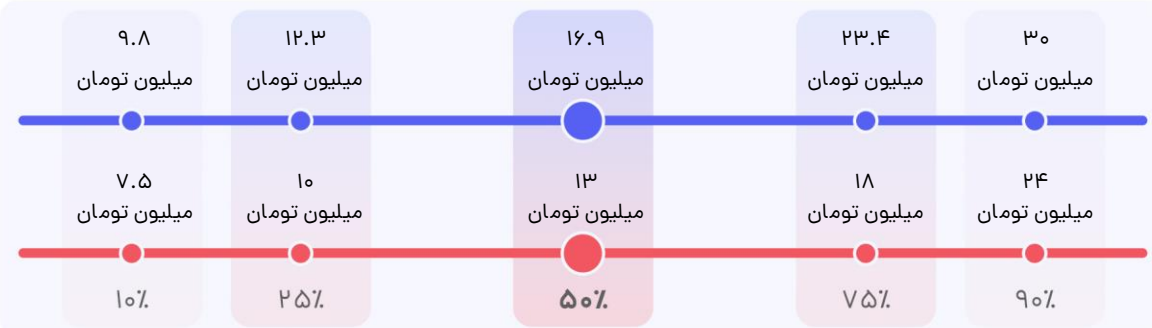 ۹.۸
میلیون تومان
۱۲.۳
میلیون تومان
۱۶.۹
میلیون تومان
۲۳.۴
میلیون تومان
۳۰
میلیون تومان
۷.۵
میلیون تومان
۱۰
میلیون تومان
۱۳
میلیون تومان
۱۸
میلیون تومان
۲۴
میلیون تومان
۱۰٪
۲۵٪
۵۰٪
۷۵٪
۹۰٪